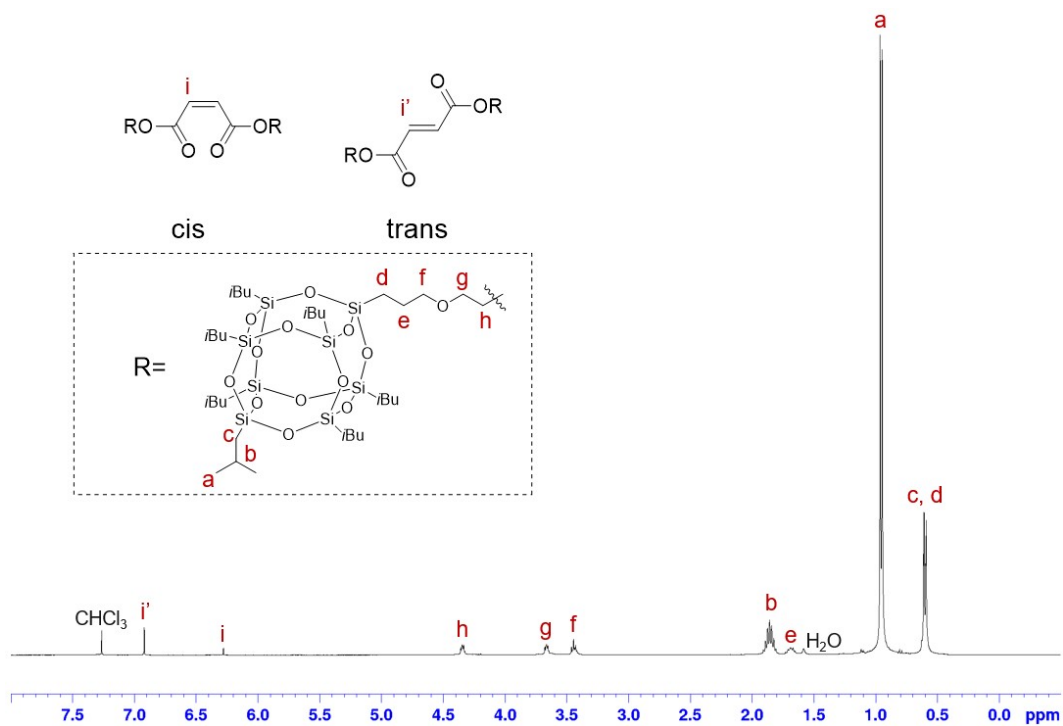 a
i
i'
O
O
RO
OR
O
O
OR
RO
O
cis
trans
d
f
g
e
O
h
R=
iBu
Si
O
Si
iBu
O
O
iBu
iBu
Si
O
Si
O
O
O
O
O
Si
O
Si
iBu
O
O
iBu
Si
O
Si
iBu
c
b
a
c, d
CHCl3
i'
i
h
g
f
b
e
H2O
7.5 7.0 6.5 6.0 5.5 5.0 4.5 4.0 3.5 3.0 2.5 2.0 1.5 1.0 0.5 0.0 ppm